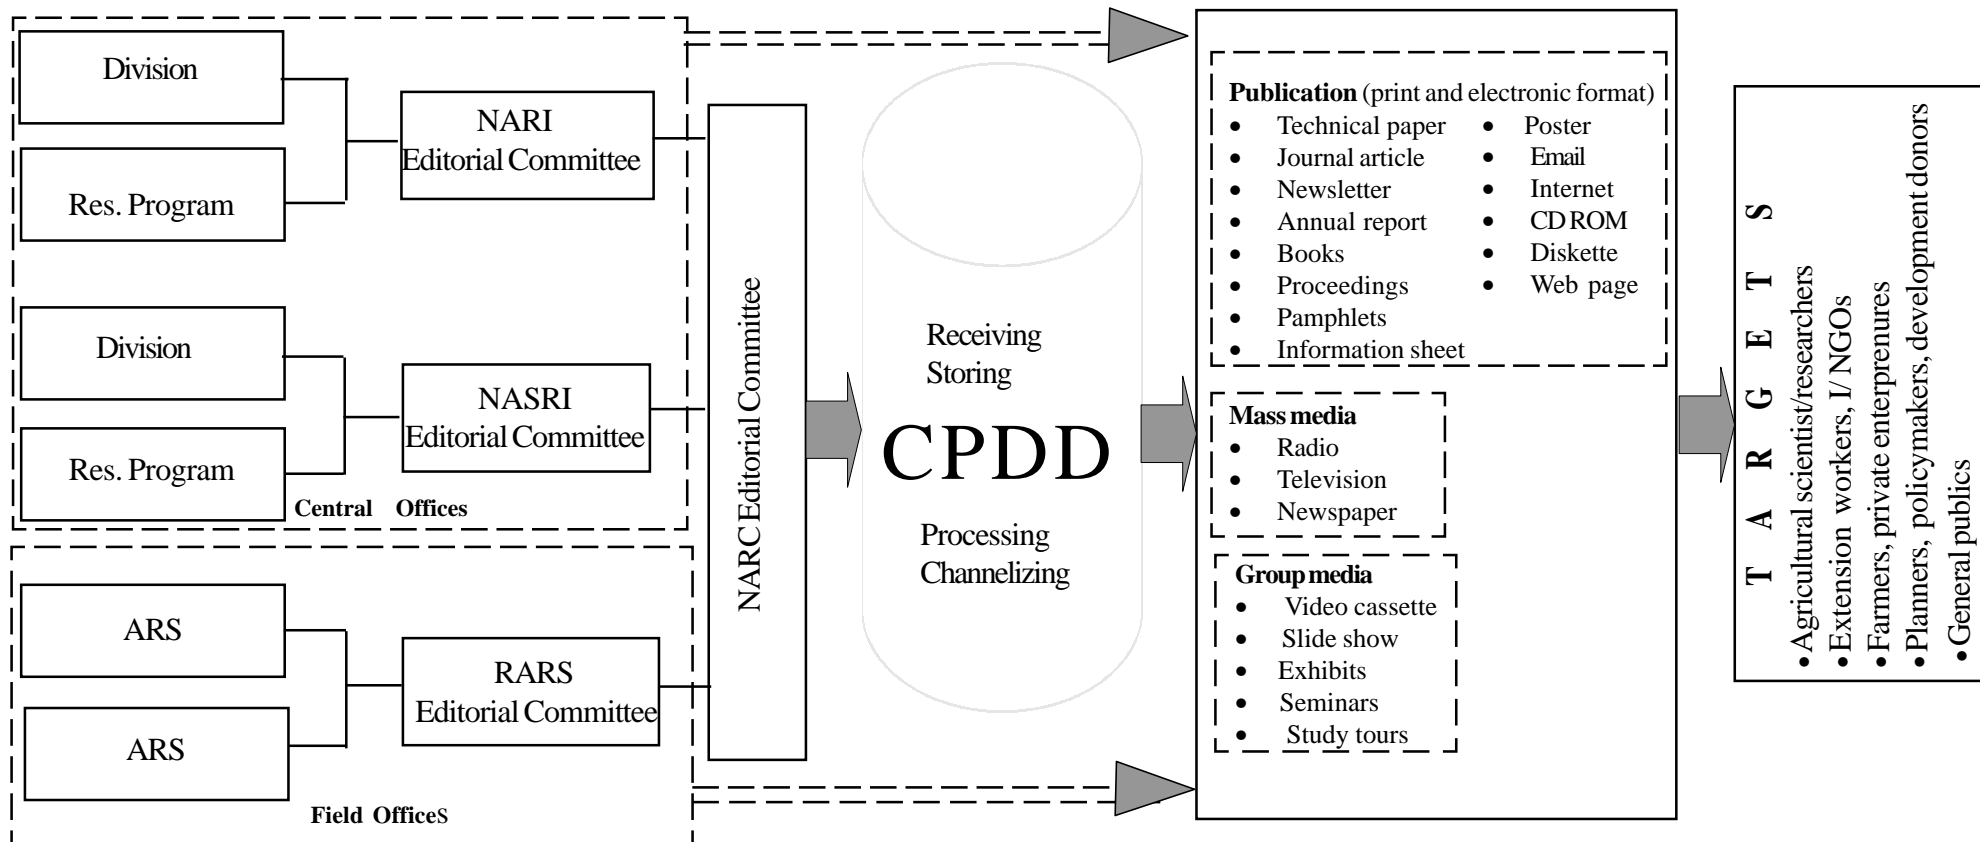 Division
Res. Program
NARI
Editorial Committee
Division
Res. Program
NASRI
Editorial Committee
Central Offices
ARS
ARS
RARS
Editorial Committee
Field Offices
NARC Editorial Committee
Receiving
Storing
CPDD
Processing
Channelizing
Publication (print and electronic format)
• Technical paper
• Journal article
• Newsletter
• Annual report
• Books
• Proceedings
• Pamphlets
• Information sheet
• Poster
• Email
• Internet
• CD ROM
• Diskette
• Web page
Mass media
• Radio
• Television
• Newspaper
Group media
• Video cassette
• Slide show
• Exhibits
• Seminars
• Study tours
T A R G E T S
• Agricultural scientist/researchers
• Extension workers, I/ NGOs
• Farmers, private enterprenures
• Planners, policymakers, development donors
• General publics